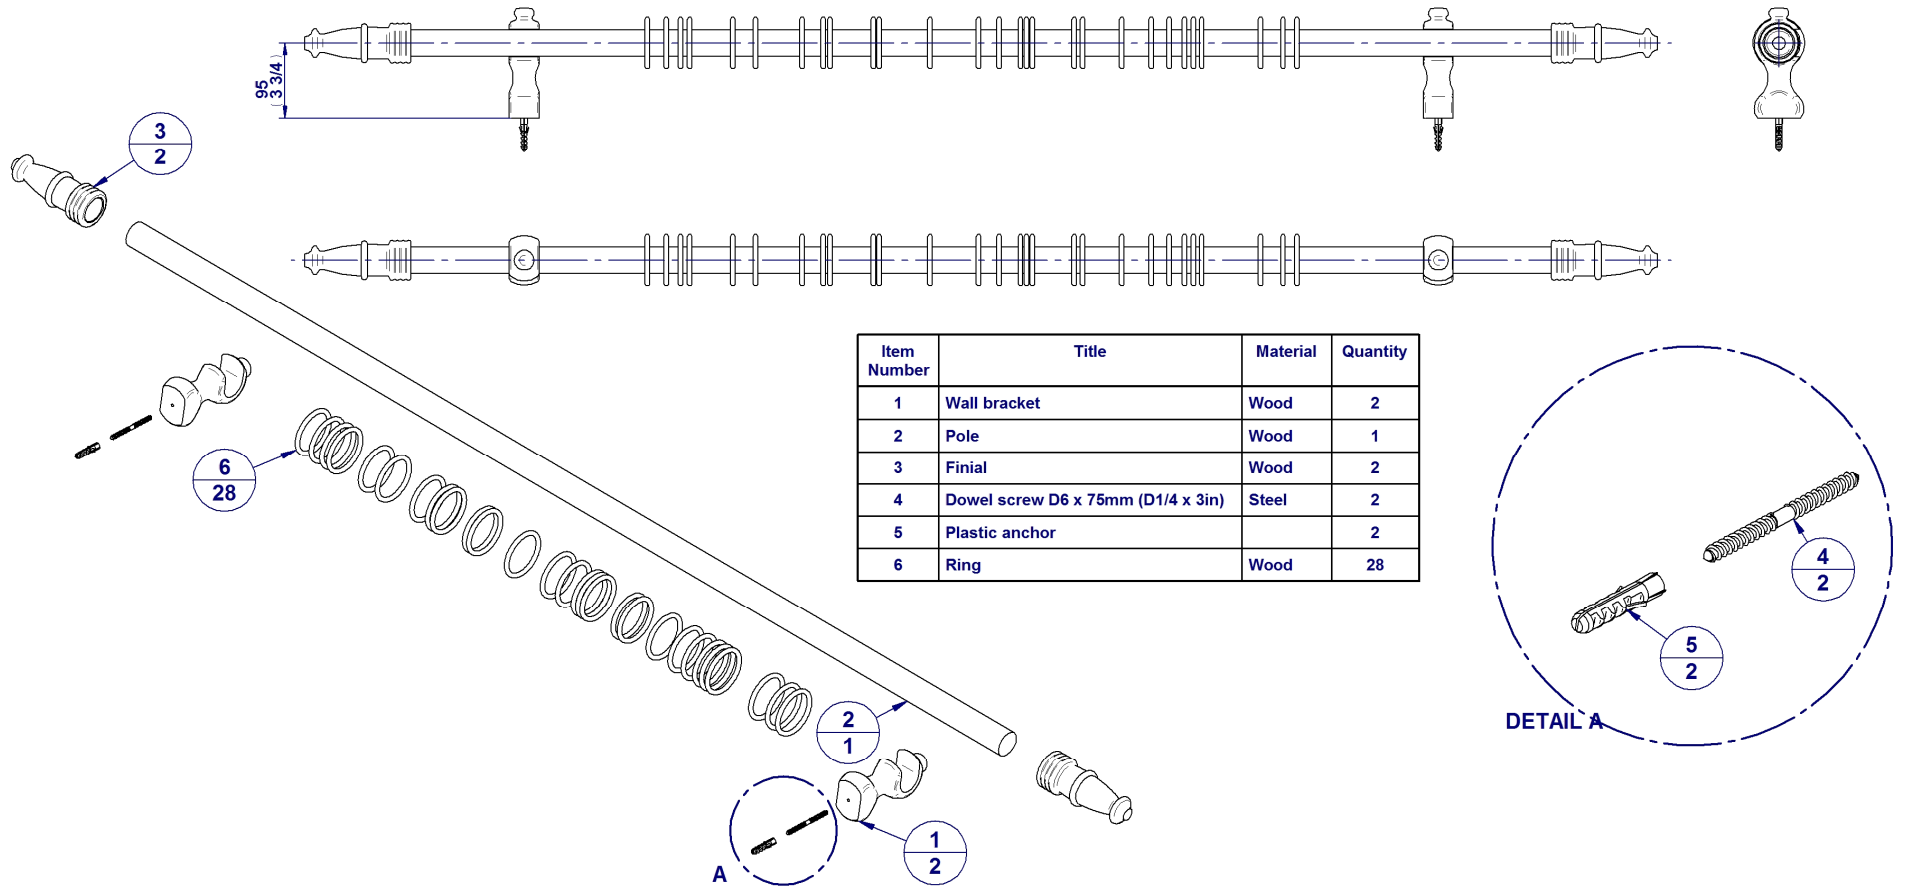 95
( 3 3/4 )
3
2
6
28
2
1
1
2
A
Item Number Title Material Quantity
1 Wall bracket Wood 2
2 Pole Wood 1
3 Finial Wood 2
4 Dowel screw D6 x 75mm (D1/4 x 3in) Steel 2
5 Plastic anchor 2
6 Ring Wood 28
4
2
5
2
DETAIL A